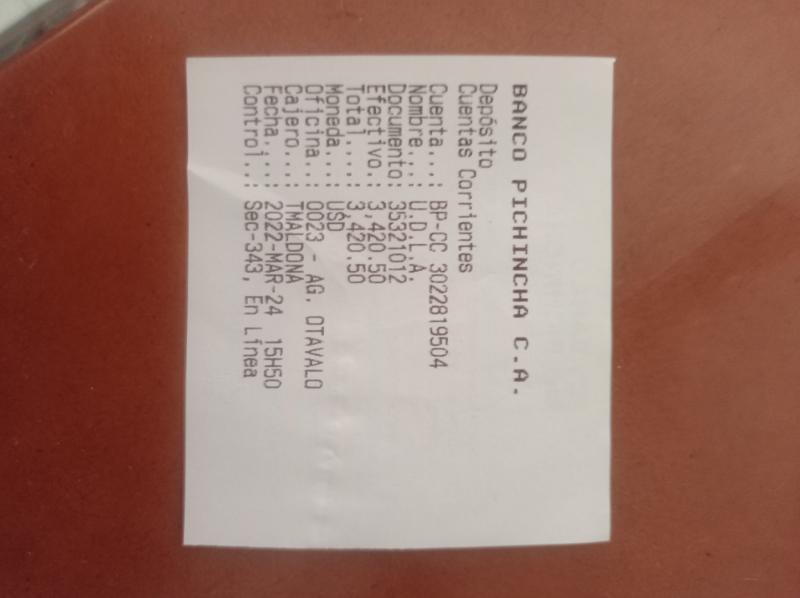 BANCO PICHINCHA C.A.
Depósito
Cuentas Corrientes
Cuenta...: BP-CC 3022819504
Nombre...: U.D.L.A.
Documento: 35321012
Efectivo.: 3,420.50
Total....: 3,420.50
Moneda...: USD
Oficina..: 0023 - AG. OTAVALO
Cajero...: TMALDONA
Fecha....: 2022-MAR-24 15H50
Control..: Sec-343, En Línea